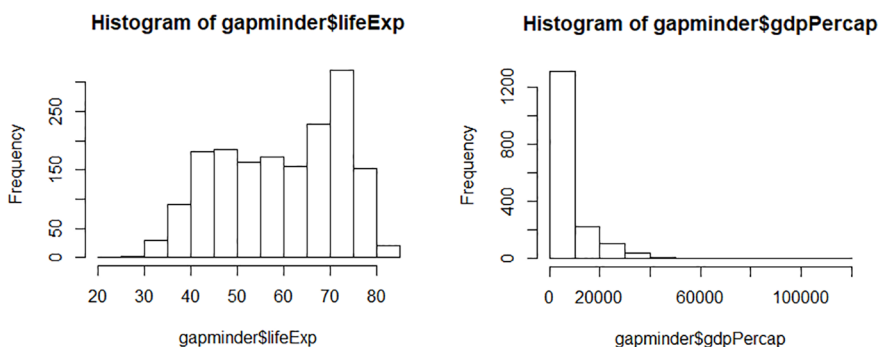 Histogram of gapminder$lifeExp
Frequency
0 50 150 250
20 30 40 50 60 70 80
gapminder$lifeExp
Histogram of gapminder$gdpPercap
Frequency
0 400 800 1200
0 20000 60000 100000
gapminder$gdpPercap